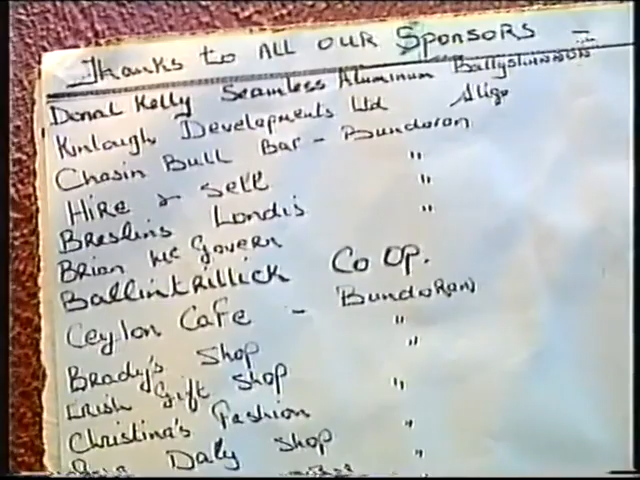 Thanks to ALL OUR Sponsors
Donal Kelly Seamless Aluminum Ballyshannon
Kinlough Developments Ltd Sligo
Chasin Bull Bar - Bundoran
Hire & Sell "
Breslins Londis "
Brian Mc Govern "
Ballintrillick Co Op.
Ceylon Cafe - Bundoran
Brady's Shop "
Irish Gift Shop "
Christina's Fashion "
Daly Shop "